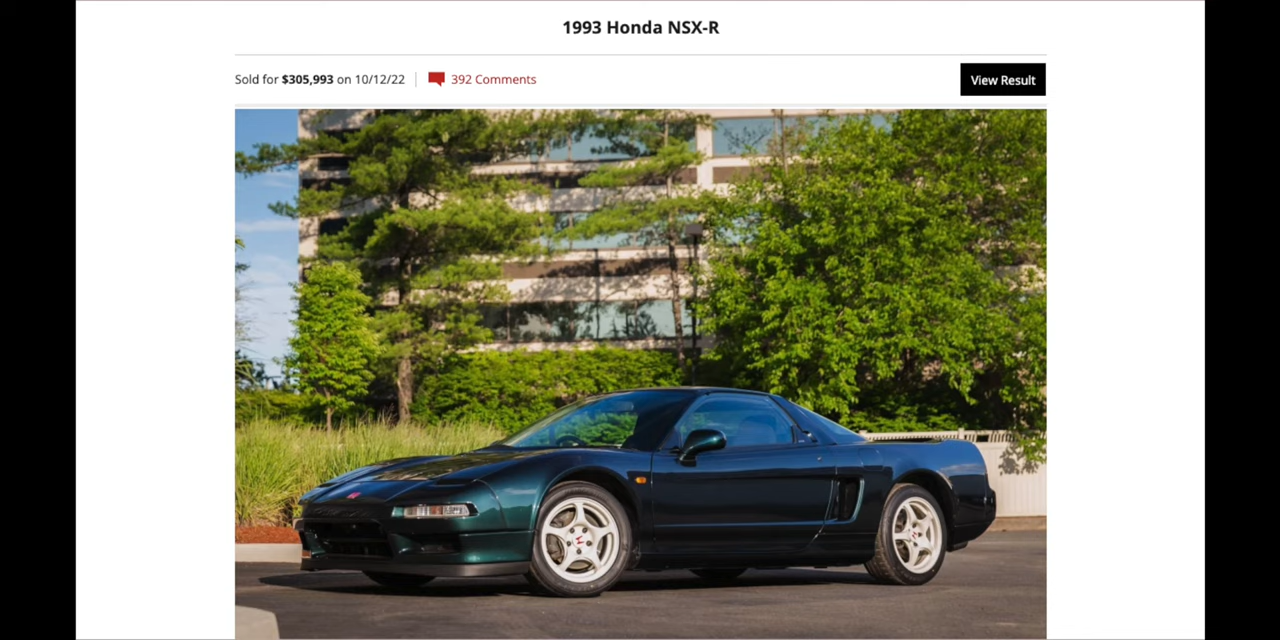 1993 Honda NSX-R
Sold for $305,993 on 10/12/22
392 Comments
View Result